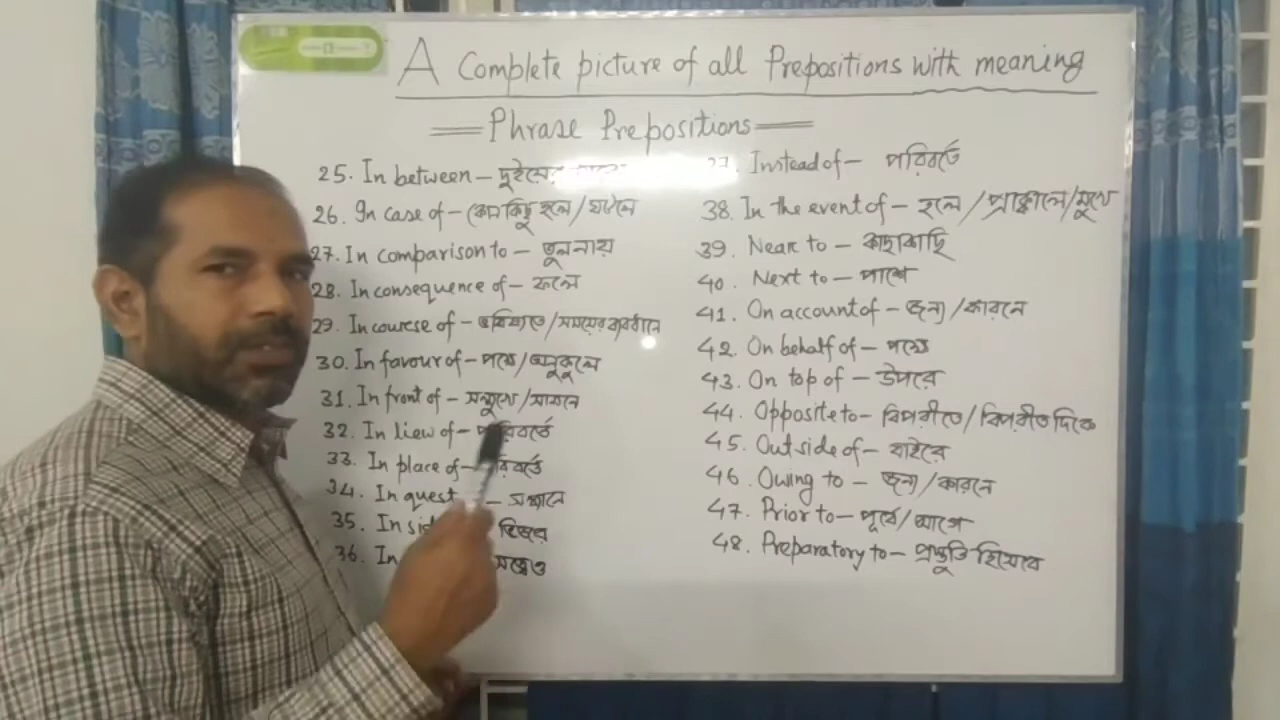 A Complete picture of all Prepositions with meaning
Phrase Prepositions
25. In between - দুইয়ের
26. In case of - কোন কিছু হলে / ঘটলে
27. In comparison to - তুলনায়
28. In consequence of - ফলে
29. In course of - ভবিষ্যতে / সময়ের ব্যবধানে
30. In favour of - পক্ষে / অনুকূলে
31. In front of - সম্মুখে / সামনে
32. In liew of - পরিবর্তে
33. In place of - পরিবর্তে
34. In quest - সন্ধানে
35. In
36. In
Instead of - পরিবর্তে
38. In the event of - হলে / প্রাক্কালে / মুখে
39. Near to - কাছাকাছি
40. Next to - পাশে
41. On account of - জন্য / কারনে
42. On behalf of - পক্ষে
43. On top of - উপরে
44. Opposite to - বিপরীতে / বিপরীত দিকে
45. Outside of - বাইরে
46. Owing to - জন্য / কারনে
47. Prior to - পূর্বে / আগে
48. Preparatory to - প্রস্তুতি হিসেবে